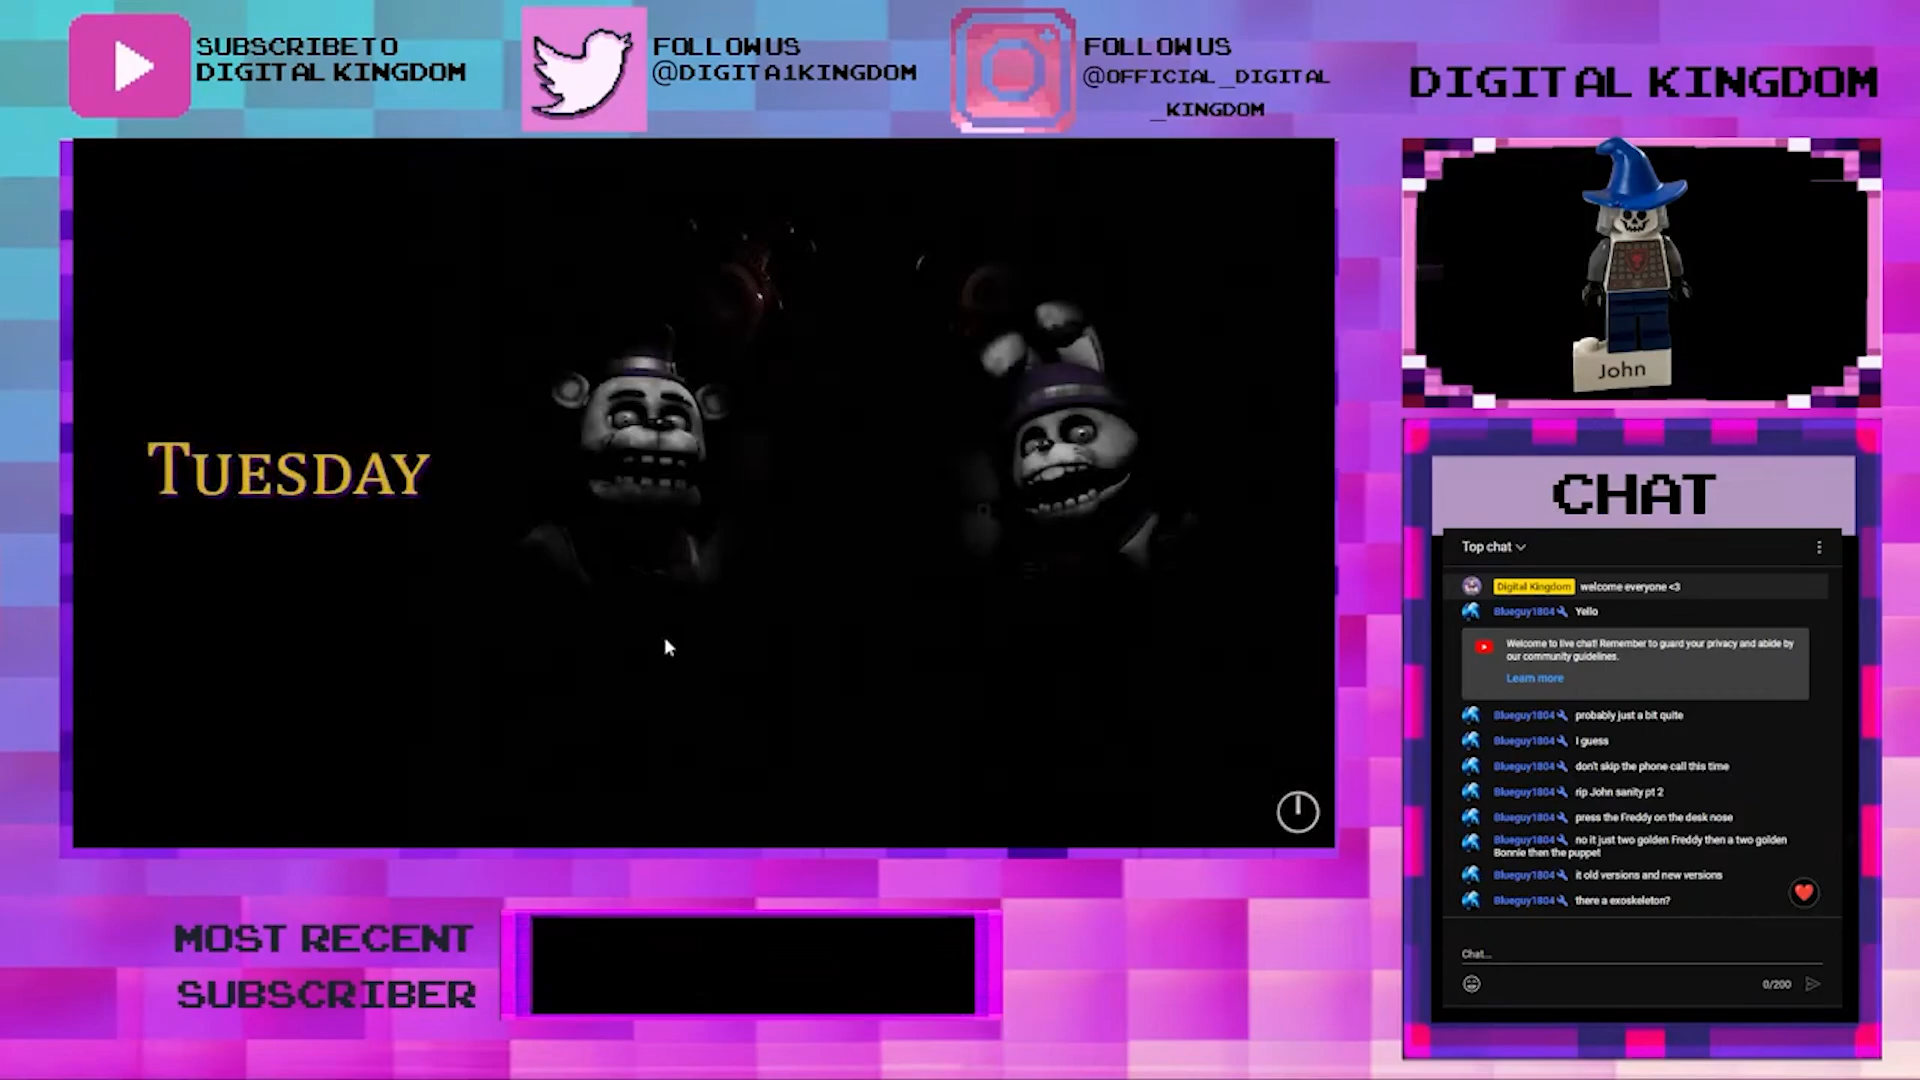 SUBSCRIBE TO
DIGITAL KINGDOM
FOLLOW US
@DIGITA1KINGDOM
FOLLOW US
@OFFICIAL_DIGITAL
_KINGDOM
DIGITAL KINGDOM
TUESDAY
John
CHAT
Top chat
Digital Kingdom welcome everyone <3
Blueguy1804 Yello
Welcome to live chat! Remember to guard your privacy and abide by
our community guidelines.
Learn more
Blueguy1804 probably just a bit quite
Blueguy1804 I guess
Blueguy1804 don't skip the phone call this time
Blueguy1804 rip John sanity pt 2
Blueguy1804 press the Freddy on the desk nose
Blueguy1804 no it just two golden Freddy then a two golden
Bonnie then the puppet
Blueguy1804 it old versions and new versions
Blueguy1804 there a exoskeleton?
Chat...
0/200
MOST RECENT
SUBSCRIBER